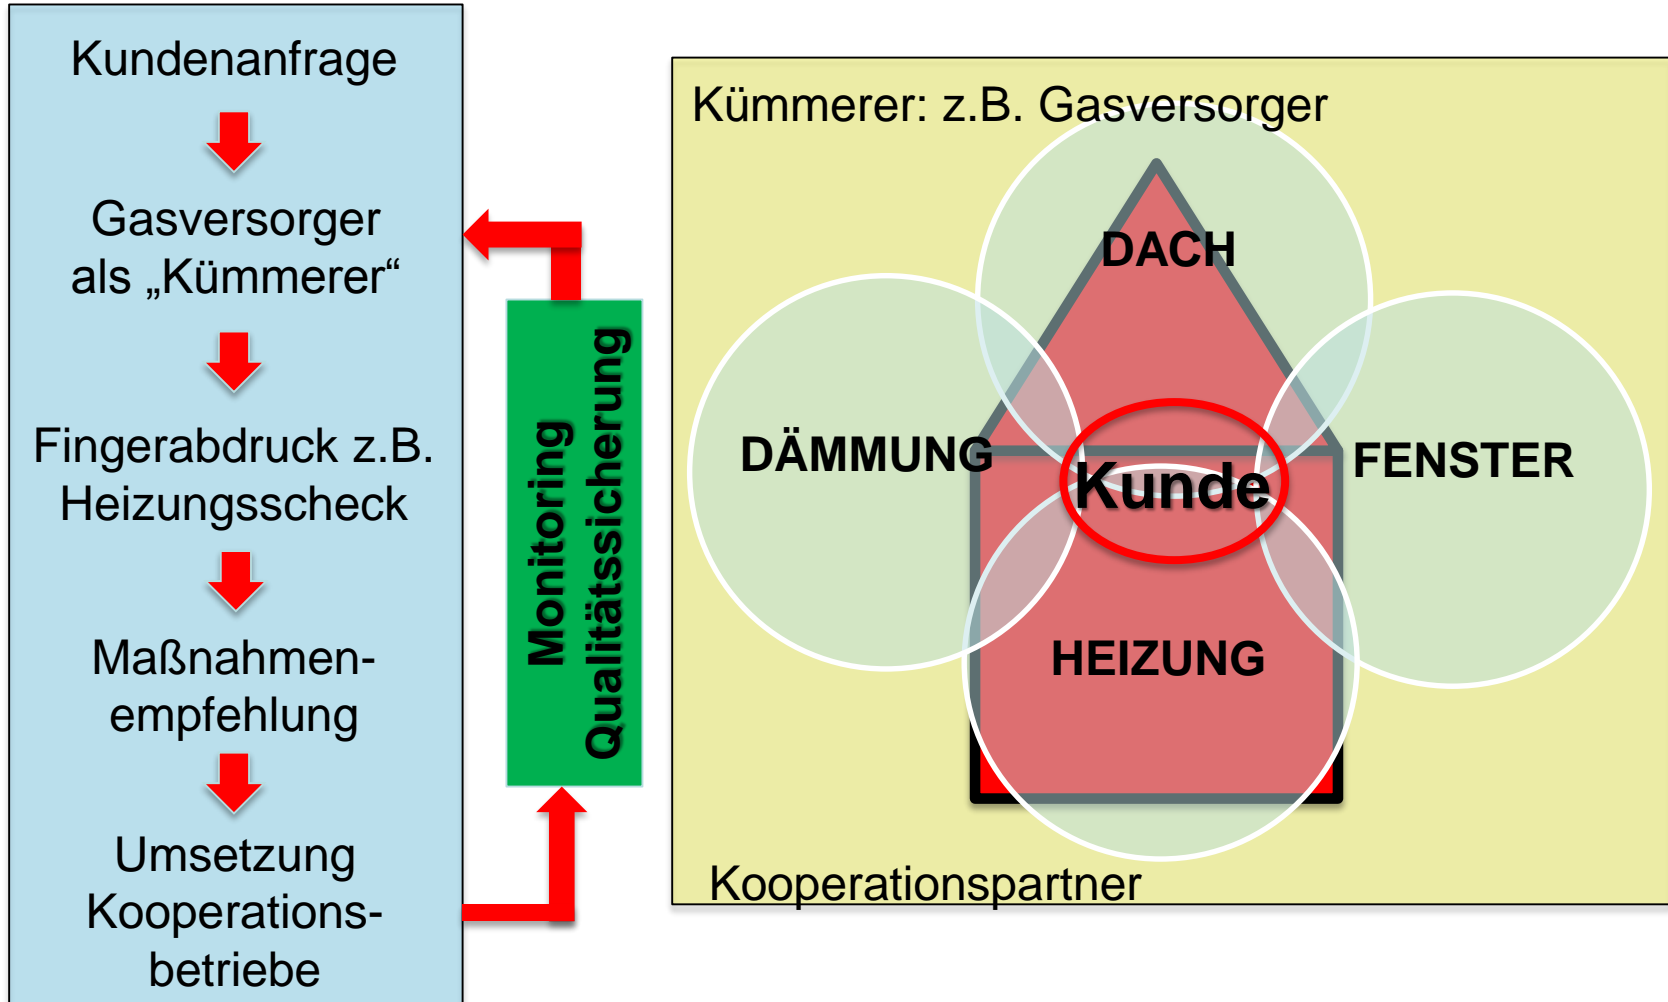 Kundenanfrage
Gasversorger
als „Kümmerer“
Fingerabdruck z.B.
Heizungsscheck
Maßnahmen-
empfehlung
Umsetzung
Kooperations-
betriebe
Monitoring
Qualitätssicherung
Kümmerer: z.B. Gasversorger
DACH
DÄMMUNG
Kunde
FENSTER
HEIZUNG
Kooperationspartner